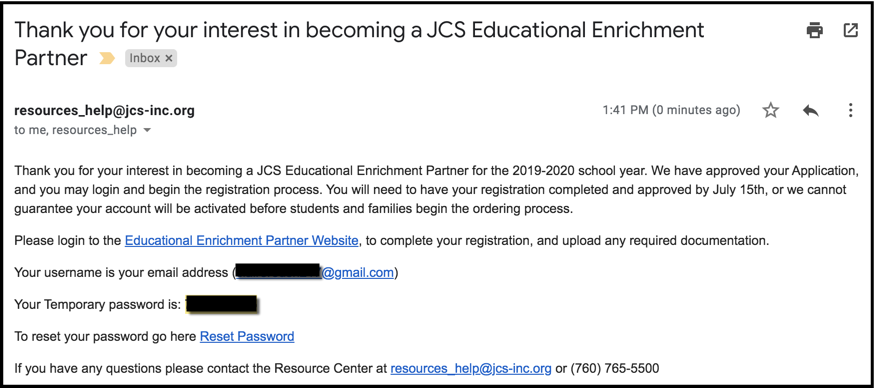 Thank you for your interest in becoming a JCS Educational Enrichment
Partner Inbox x
resources_help@jcs-inc.org 1:41 PM (0 minutes ago)
to me, resources_help
Thank you for your interest in becoming a JCS Educational Enrichment Partner for the 2019-2020 school year. We have approved your Application,
and you may login and begin the registration process. You will need to have your registration completed and approved by July 15th, or we cannot
guarantee your account will be activated before students and families begin the ordering process.
Please login to the Educational Enrichment Partner Website, to complete your registration, and upload any required documentation.
Your username is your email address (@gmail.com)
Your Temporary password is:
To reset your password go here Reset Password
If you have any questions please contact the Resource Center at resources_help@jcs-inc.org or (760) 765-5500